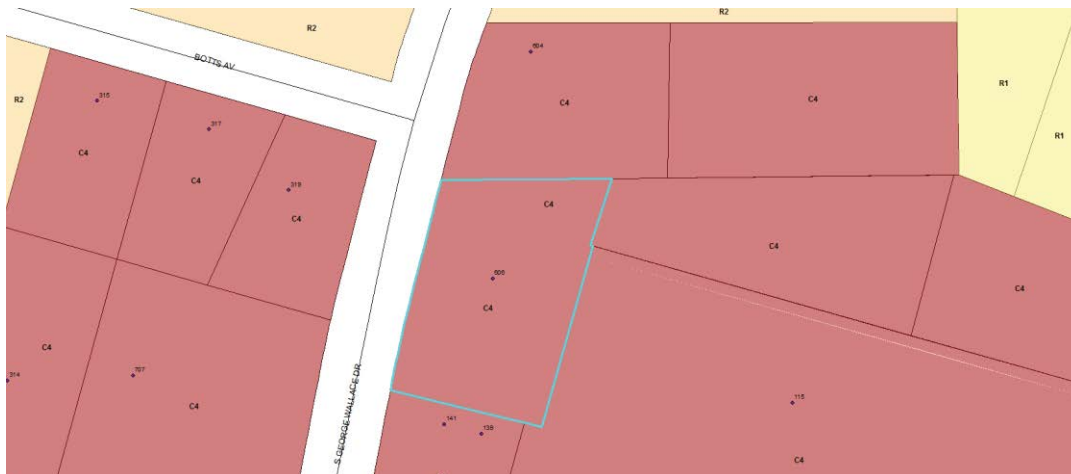 R2
R2
BOTTS AV
604
315
C4
C4
R1
R2
317
R1
C4
C4
319
C4
C4
C4
606
C4
C4
C4
S GEORGE WALLACE DR
314
707
C4
115
141
139
C4